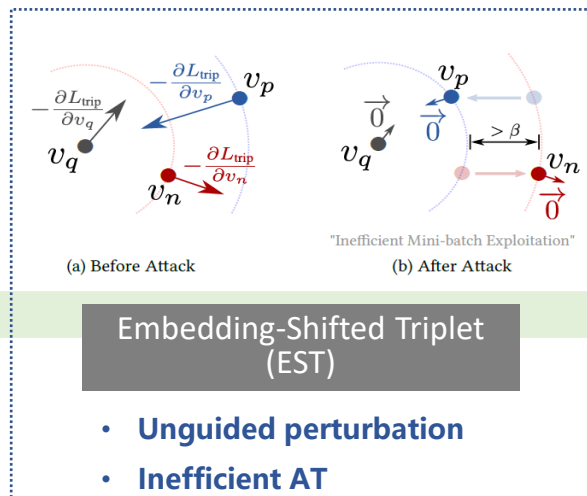 −∂L_trip/∂v_q
−∂L_trip/∂v_p
v_p
v_q
−∂L_trip/∂v_n
v_n
(a) Before Attack
v_p
0⃗
0⃗
> β
v_q
v_n
0⃗
"Inefficient Mini-batch Exploitation"
(b) After Attack
Embedding-Shifted Triplet
(EST)
• Unguided perturbation
• Inefficient AT